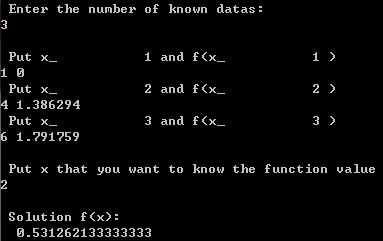 Enter the number of known datas:
3
Put x_ 1 and f(x_ 1 )
1 0
Put x_ 2 and f(x_ 2 )
4 1.386294
Put x_ 3 and f(x_ 3 )
6 1.791759
Put x that you want to know the function value
2
Solution f(x):
0.531262133333333